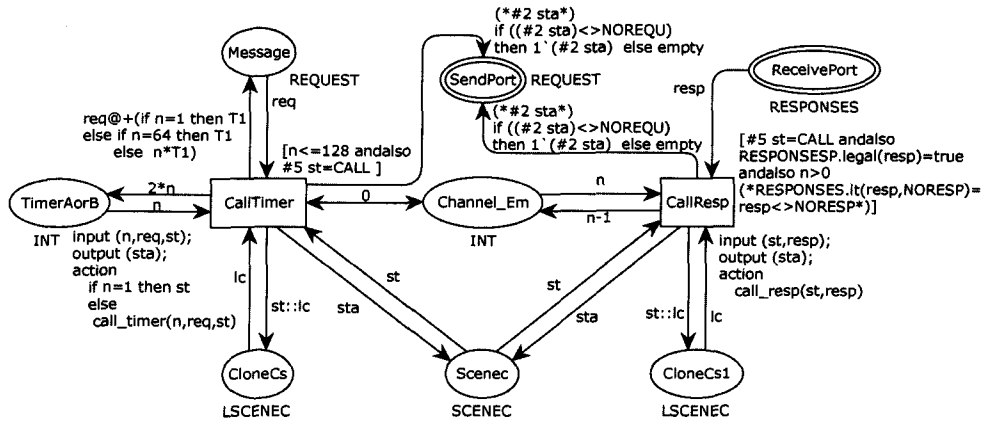 (*#2 sta*)
if ((#2 sta)<>NOREQU)
then 1`(#2 sta) else empty
Message
REQUEST
SendPort
REQUEST
ReceivePort
RESPONSES
req
resp
(*#2 sta*)
if ((#2 sta)<>NOREQU)
then 1`(#2 sta) else empty
req@+(if n=1 then T1
else if n=64 then T1
else n*T1)
[n<=128 andalso
#5 st=CALL ]
[#5 st=CALL andalso
RESPONSESP.legal(resp)=true
andalso n>0
(*RESPONSES.lt(resp,NORESP)=
resp<>NORESP*)]
TimerAorB
INT
2*n
n
CallTimer
0
Channel_Em
INT
n
n-1
CallResp
input (n,req,st);
output (sta);
action
if n=1 then st
else
call_timer(n,req,st)
input (st,resp);
output (sta);
action
call_resp(st,resp)
lc
st::lc
st
sta
st
sta
st::lc
lc
CloneCs
LSCENEC
Scenec
SCENEC
CloneCs1
LSCENEC